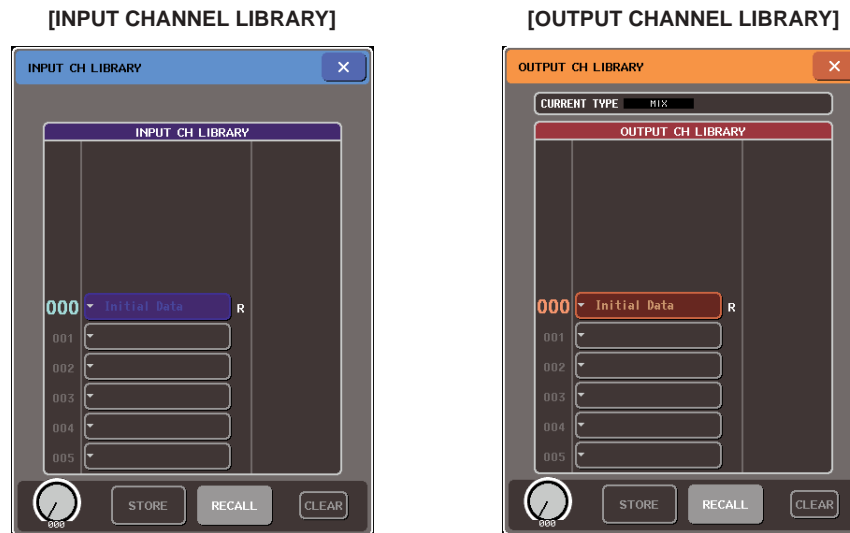 [INPUT CHANNEL LIBRARY]
INPUT CH LIBRARY
×
INPUT CH LIBRARY
000 Initial Data R
001
002
003
004
005
000
STORE
RECALL
CLEAR
[OUTPUT CHANNEL LIBRARY]
OUTPUT CH LIBRARY
×
CURRENT TYPE MIX
OUTPUT CH LIBRARY
000 Initial Data R
001
002
003
004
005
000
STORE
RECALL
CLEAR